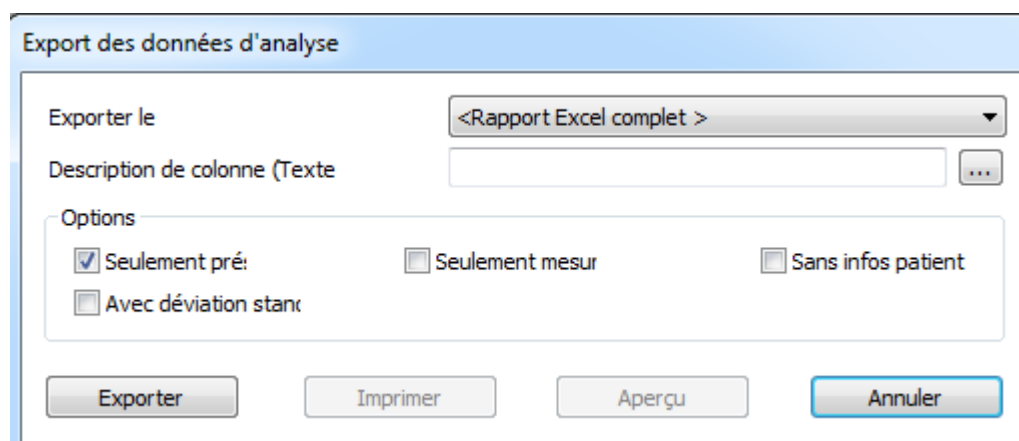 Export des données d'analyse
Exporter le <Rapport Excel complet >
Description de colonne (Texte ...
Options
Seulement pré Seulement mesur Sans infos patient
Avec déviation stand
Exporter Imprimer Aperçu Annuler